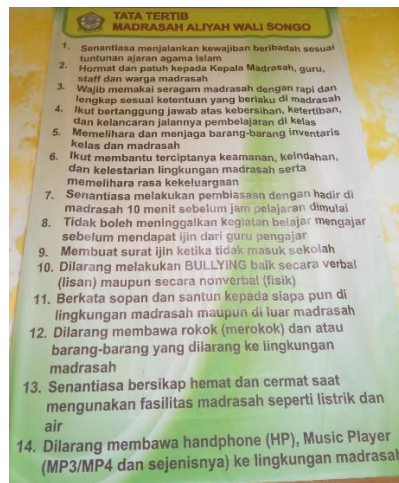 TATA TERTIB
MADRASAH ALIYAH WALI SONGO
1. Senantiasa menjalankan kewajiban beribadah sesuai
tuntunan ajaran agama Islam
2. Hormat dan patuh kepada Kepala Madrasah, guru,
staff dan warga madrasah
3. Wajib memakai seragam madrasah dengan rapi dan
lengkap sesuai ketentuan yang berlaku di madrasah
4. Ikut bertanggung jawab atas kebersihan, ketertiban,
dan kelancaran jalannya pembelajaran di kelas
5. Memelihara dan menjaga barang-barang inventaris
kelas dan madrasah
6. Ikut membantu terciptanya keamanan, keindahan,
dan kelestarian lingkungan madrasah serta
memelihara rasa kekeluargaan
7. Senantiasa melakukan pembiasaan dengan hadir di
madrasah 10 menit sebelum jam pelajaran dimulai
8. Tidak boleh meninggalkan kegiatan belajar mengajar
sebelum mendapat ijin dari guru pengajar
9. Membuat surat ijin ketika tidak masuk sekolah
10. Dilarang melakukan BULLYING baik secara verbal
(lisan) maupun secara nonverbal (fisik)
11. Berkata sopan dan santun kepada siapa pun di
lingkungan madrasah maupun di luar madrasah
12. Dilarang membawa rokok (merokok) dan atau
barang-barang yang dilarang ke lingkungan
madrasah
13. Senantiasa bersikap hemat dan cermat saat
mengunakan fasilitas madrasah seperti listrik dan
air
14. Dilarang membawa handphone (HP), Music Player
(MP3/MP4 dan sejenisnya) ke lingkungan madrasah